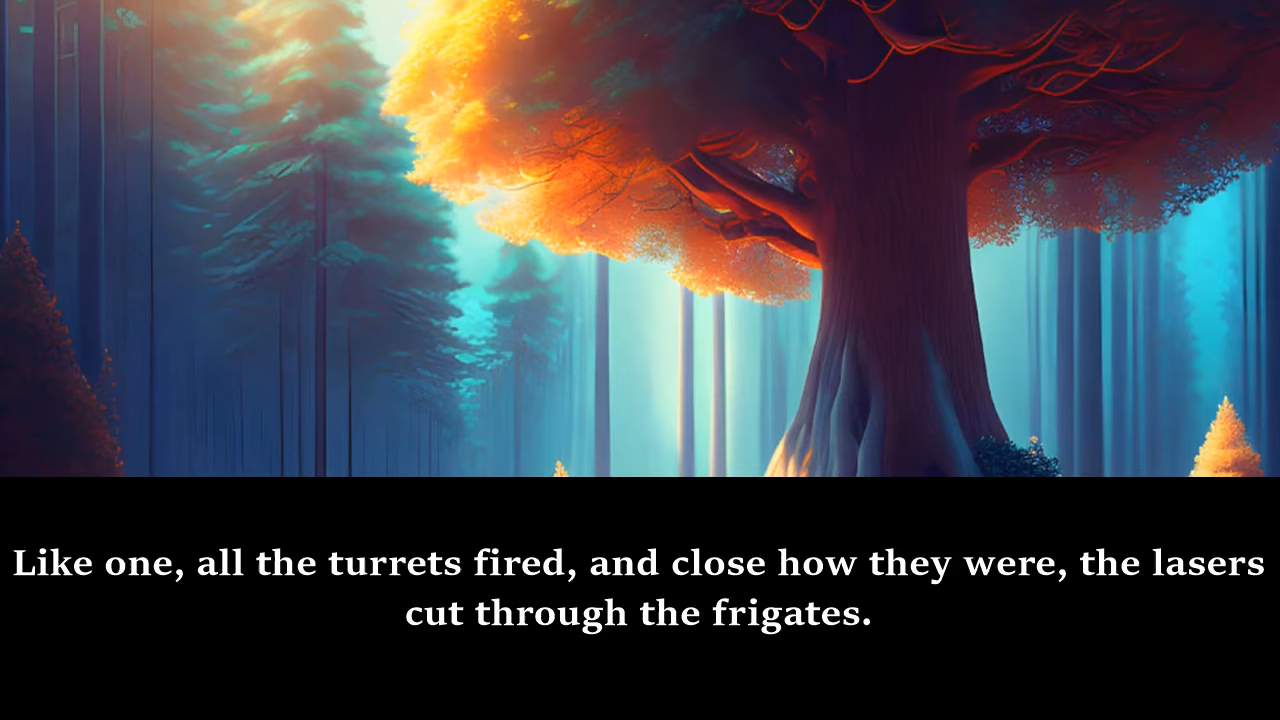 Like one, all the turrets fired, and close how they were, the lasers
cut through the frigates.